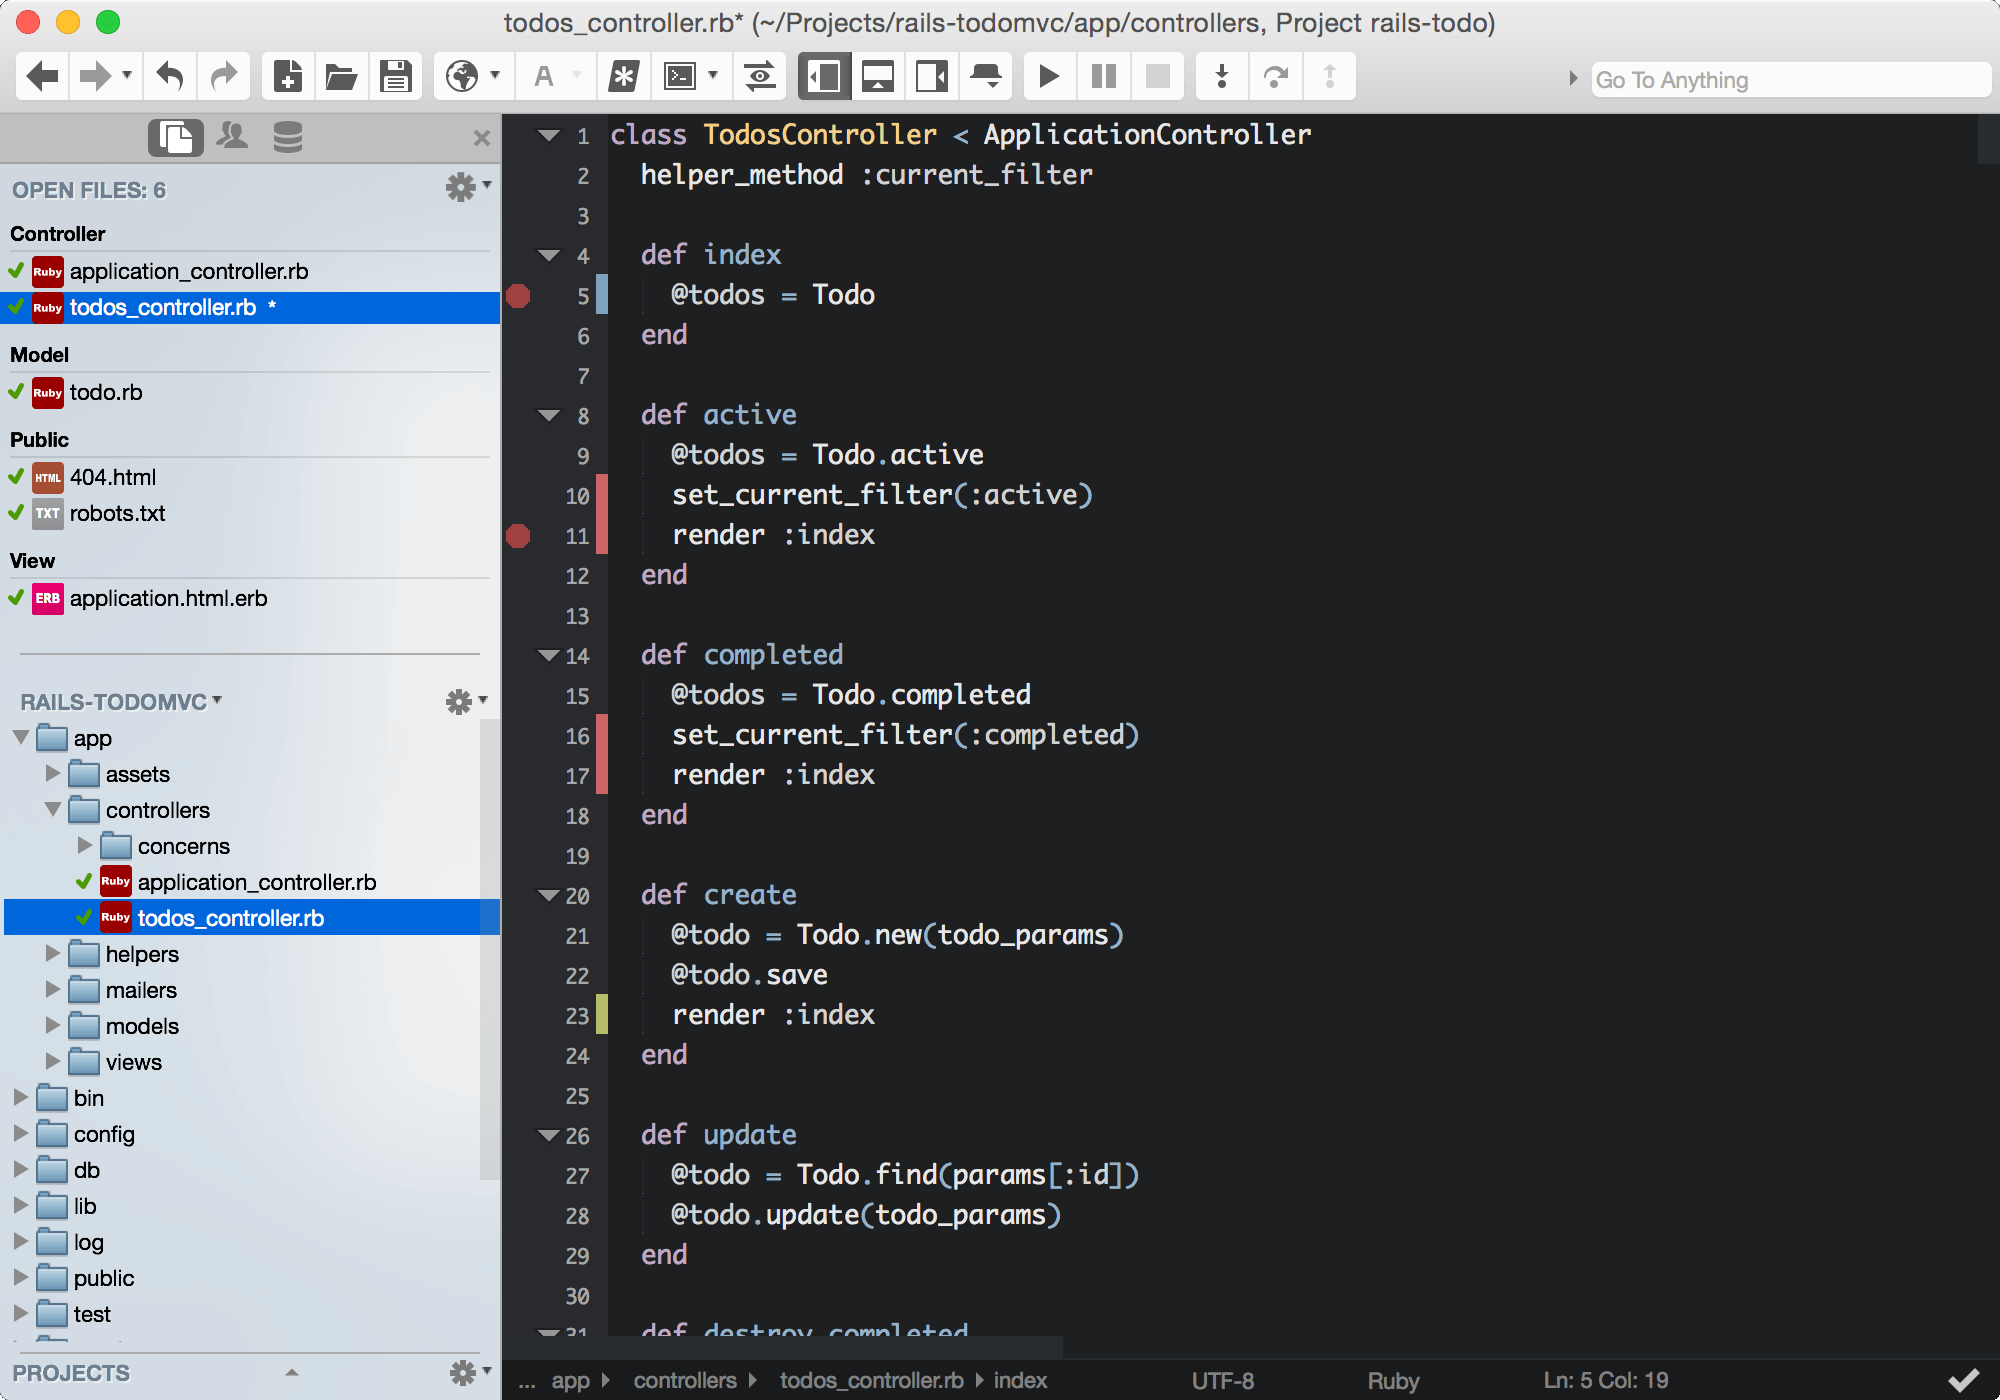 todos_controller.rb* (~/Projects/rails-todomvc/app/controllers, Project rails-todo)
A
Go To Anything
OPEN FILES: 6
Controller
Ruby application_controller.rb
Ruby todos_controller.rb *
Model
Ruby todo.rb
Public
HTML 404.html
TXT robots.txt
View
ERB application.html.erb
RAILS-TODOMVC
app
assets
controllers
concerns
Ruby application_controller.rb
Ruby todos_controller.rb
helpers
mailers
models
views
bin
config
db
lib
log
public
test
PROJECTS
1 class TodosController < ApplicationController
2 helper_method :current_filter
3
4 def index
5 @todos = Todo
6 end
7
8 def active
9 @todos = Todo.active
10 set_current_filter(:active)
11 render :index
12 end
13
14 def completed
15 @todos = Todo.completed
16 set_current_filter(:completed)
17 render :index
18 end
19
20 def create
21 @todo = Todo.new(todo_params)
22 @todo.save
23 render :index
24 end
25
26 def update
27 @todo = Todo.find(params[:id])
28 @todo.update(todo_params)
29 end
30
31 def destroy_completed
... app controllers todos_controller.rb index UTF-8 Ruby Ln: 5 Col: 19